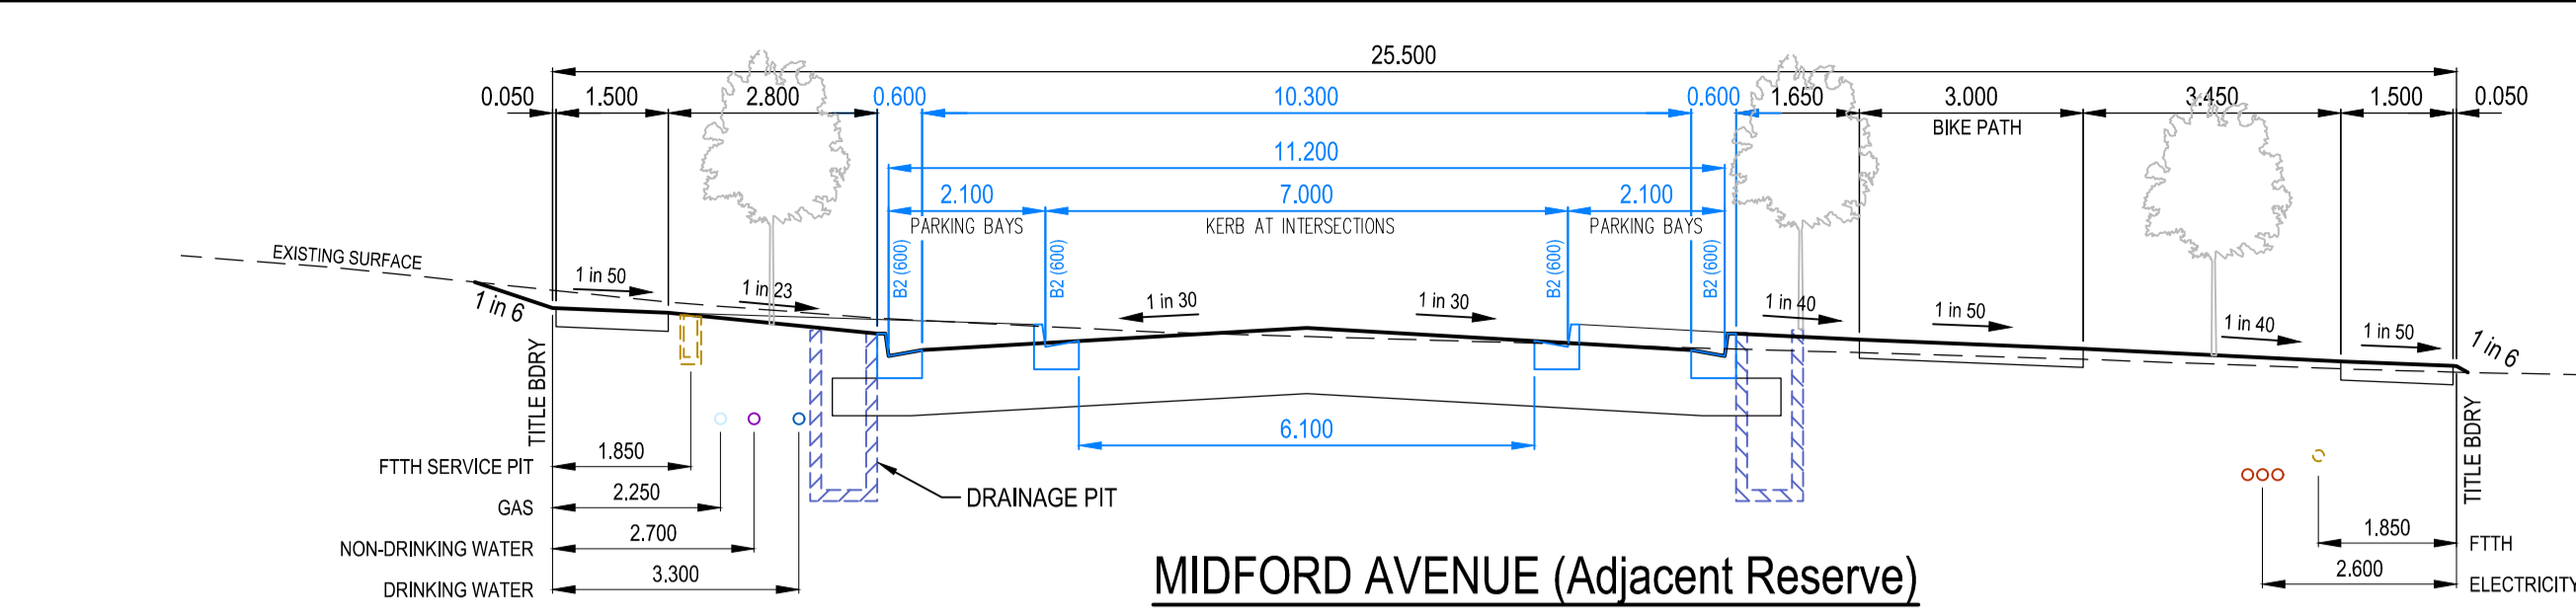 25.500
0.050 1.500 2.800 0.600 10.300 0.600 1.650 3.000 3.450 1.500 0.050
BIKE PATH
11.200
2.100 7.000 2.100
PARKING BAYS KERB AT INTERSECTIONS PARKING BAYS
B2 (600) B2 (600) B2 (600) B2 (600)
EXISTING SURFACE
1 in 6 1 in 50 1 in 23 1 in 30 1 in 30 1 in 40 1 in 50 1 in 40 1 in 50 1 in 6
TITLE BDRY TITLE BDRY
6.100
FTTH SERVICE PIT 1.850
GAS 2.250
NON-DRINKING WATER 2.700
DRINKING WATER 3.300
DRAINAGE PIT
1.850 FTTH
2.600 ELECTRICITY
MIDFORD AVENUE (Adjacent Reserve)